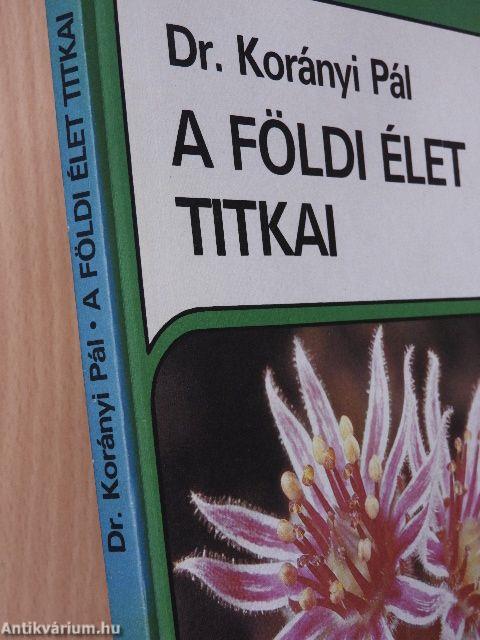 Dr. Korányi Pál
A FÖLDI ÉLET
TITKAI
Dr. Korányi Pál • A FÖLDI ÉLET TITKAI
Antikvárium.hu